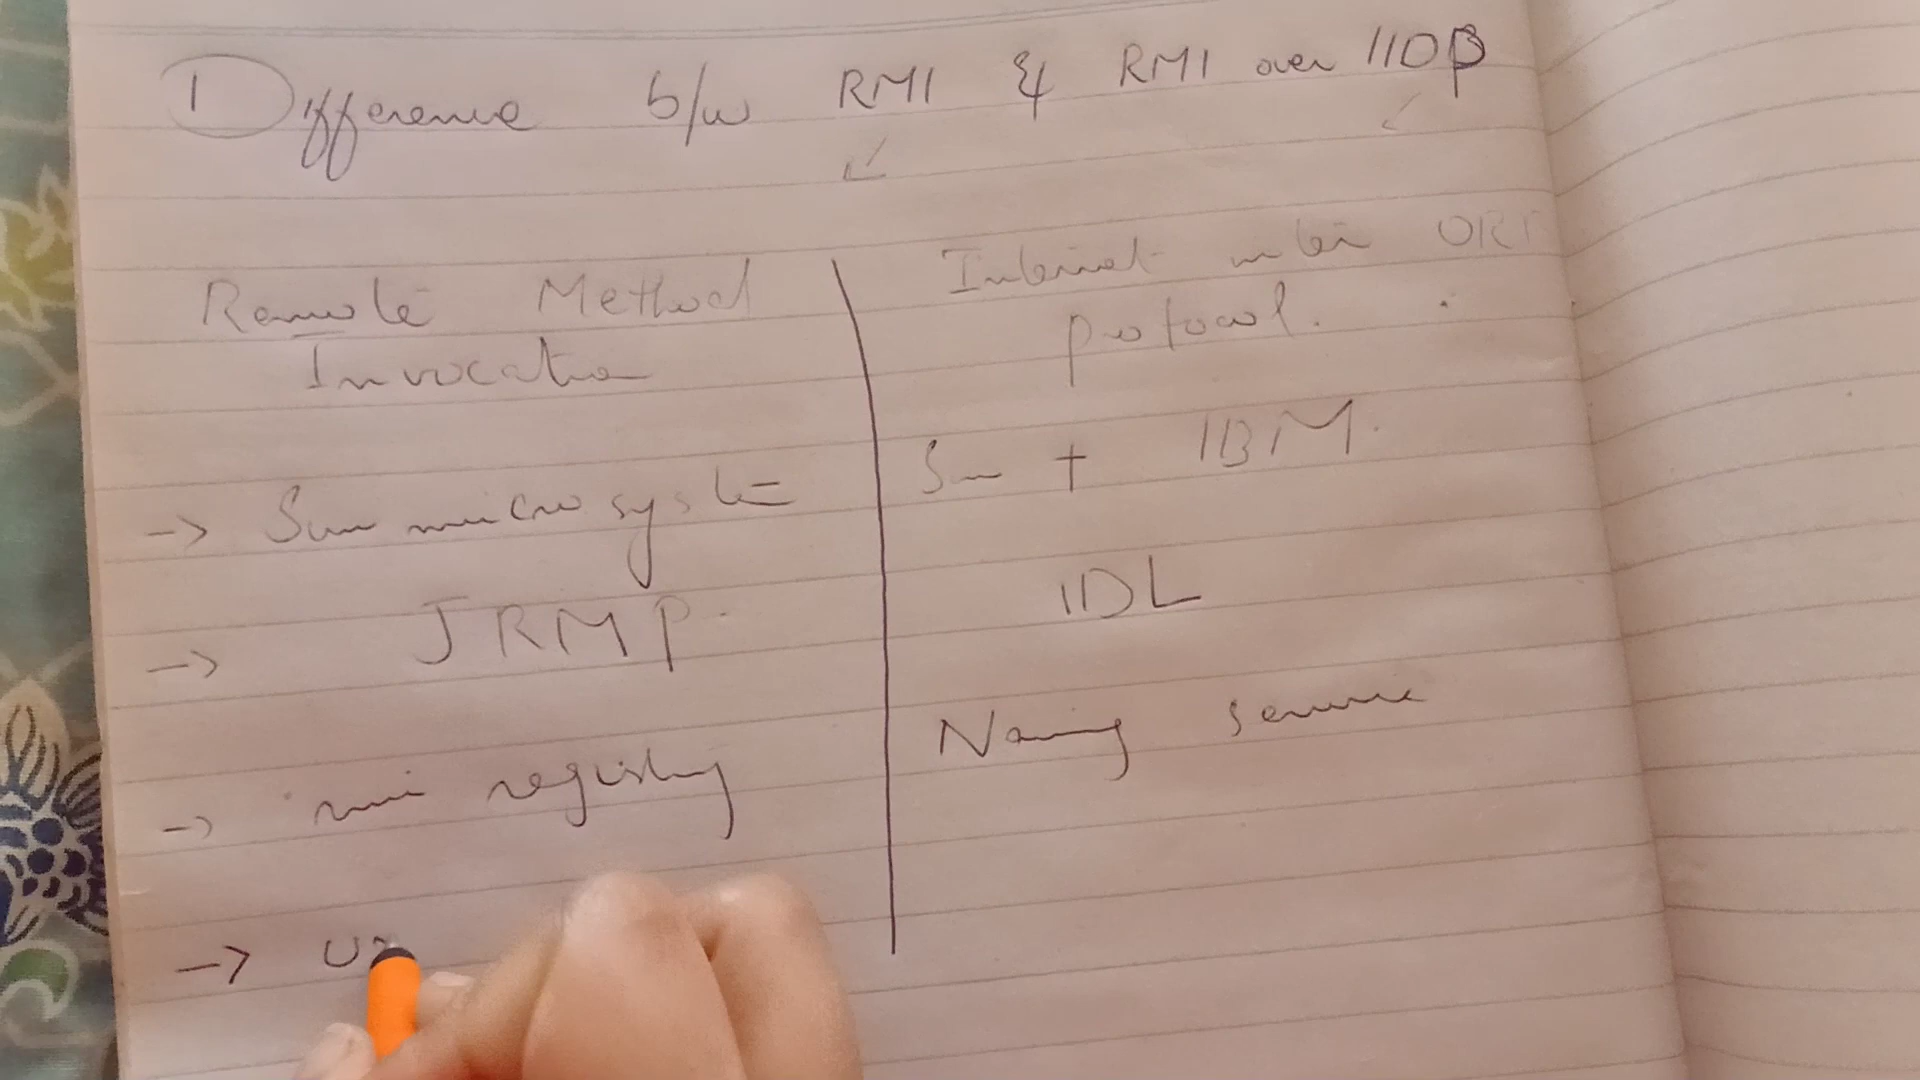 1 Difference b/w RMI & RMI over IIOP
Remote Method
Invocation
Internet inter ORB
protocol.
-> Sun microsystem
Sun + IBM.
-> JRMP.
IDL
-> rmi registry
Naming service
->